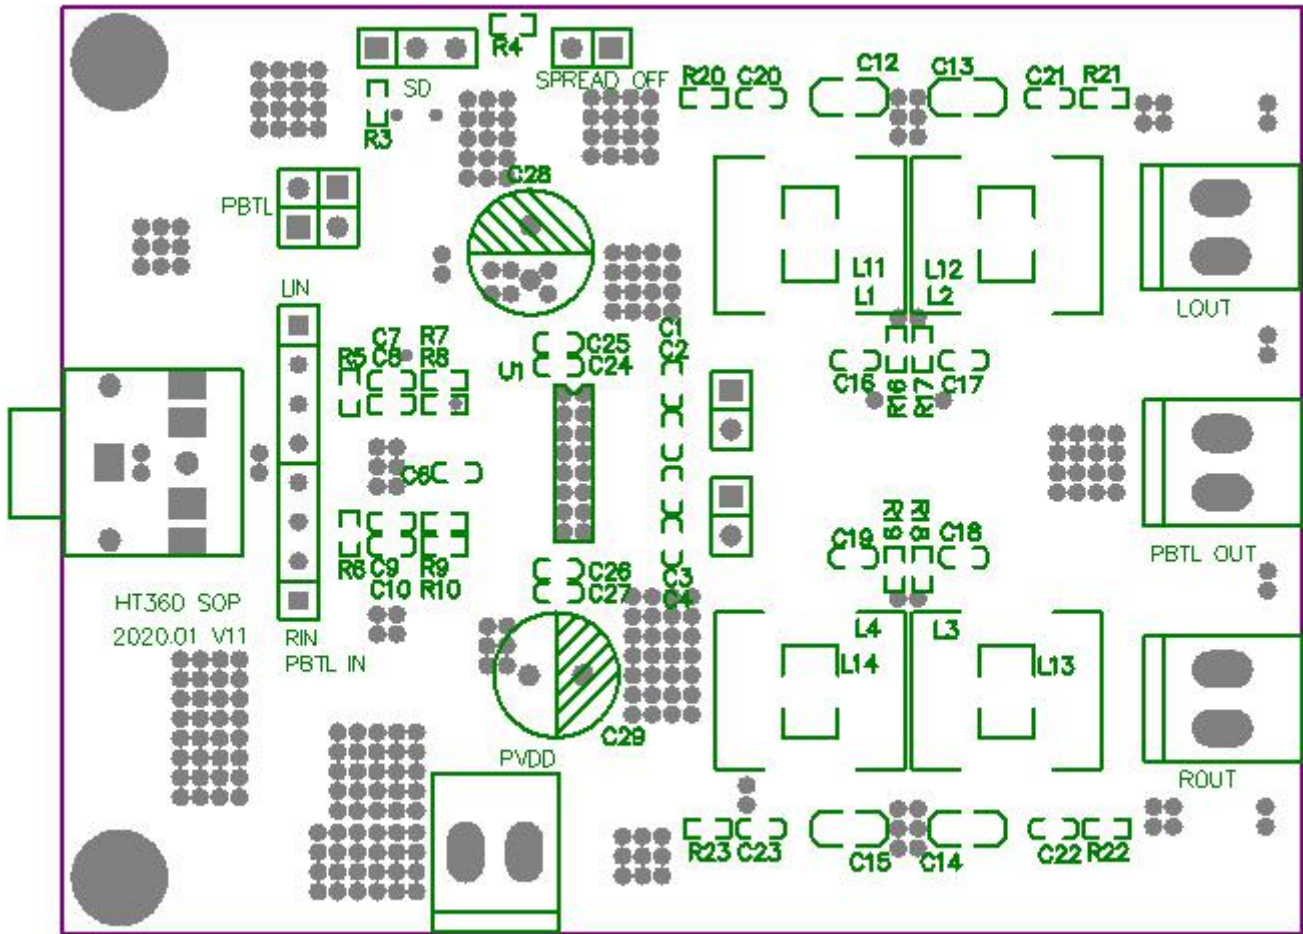 R4
C12
C13
R20
C20
C21
R21
SD
SPREAD OFF
R3
C28
PBTL
L11
L12
L1
L2
LIN
LOUT
C1
C7
R7
C25
C2
R5
C8
R8
U1
C24
C16
R16
R17
C17
C6
R19
R18
C19
C18
PBTL OUT
R6
C9
R9
C26
C3
C10
R10
C27
C4
HT360 SOP
2020.01 V11
RIN
PBTL IN
L4
L3
L14
L13
C29
PVDD
ROUT
R23
C23
C15
C14
C22
R22